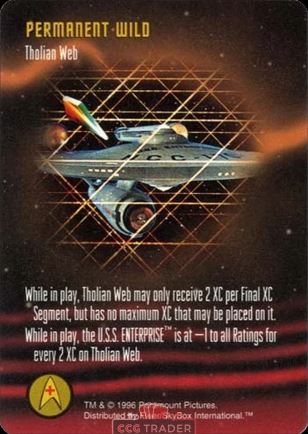 PERMANENT WILD
Tholian Web
While in play, Tholian Web may only receive 2 XC per Final XC
Segment, but has no maximum XC that may be placed on it.
While in play, the U.S.S. ENTERPRISE™ is at –1 to all Ratings for
every 2 XC on Tholian Web.
TM & © 1996 Paramount Pictures.
Distributed by SkyBox International.™
CCG TRADER